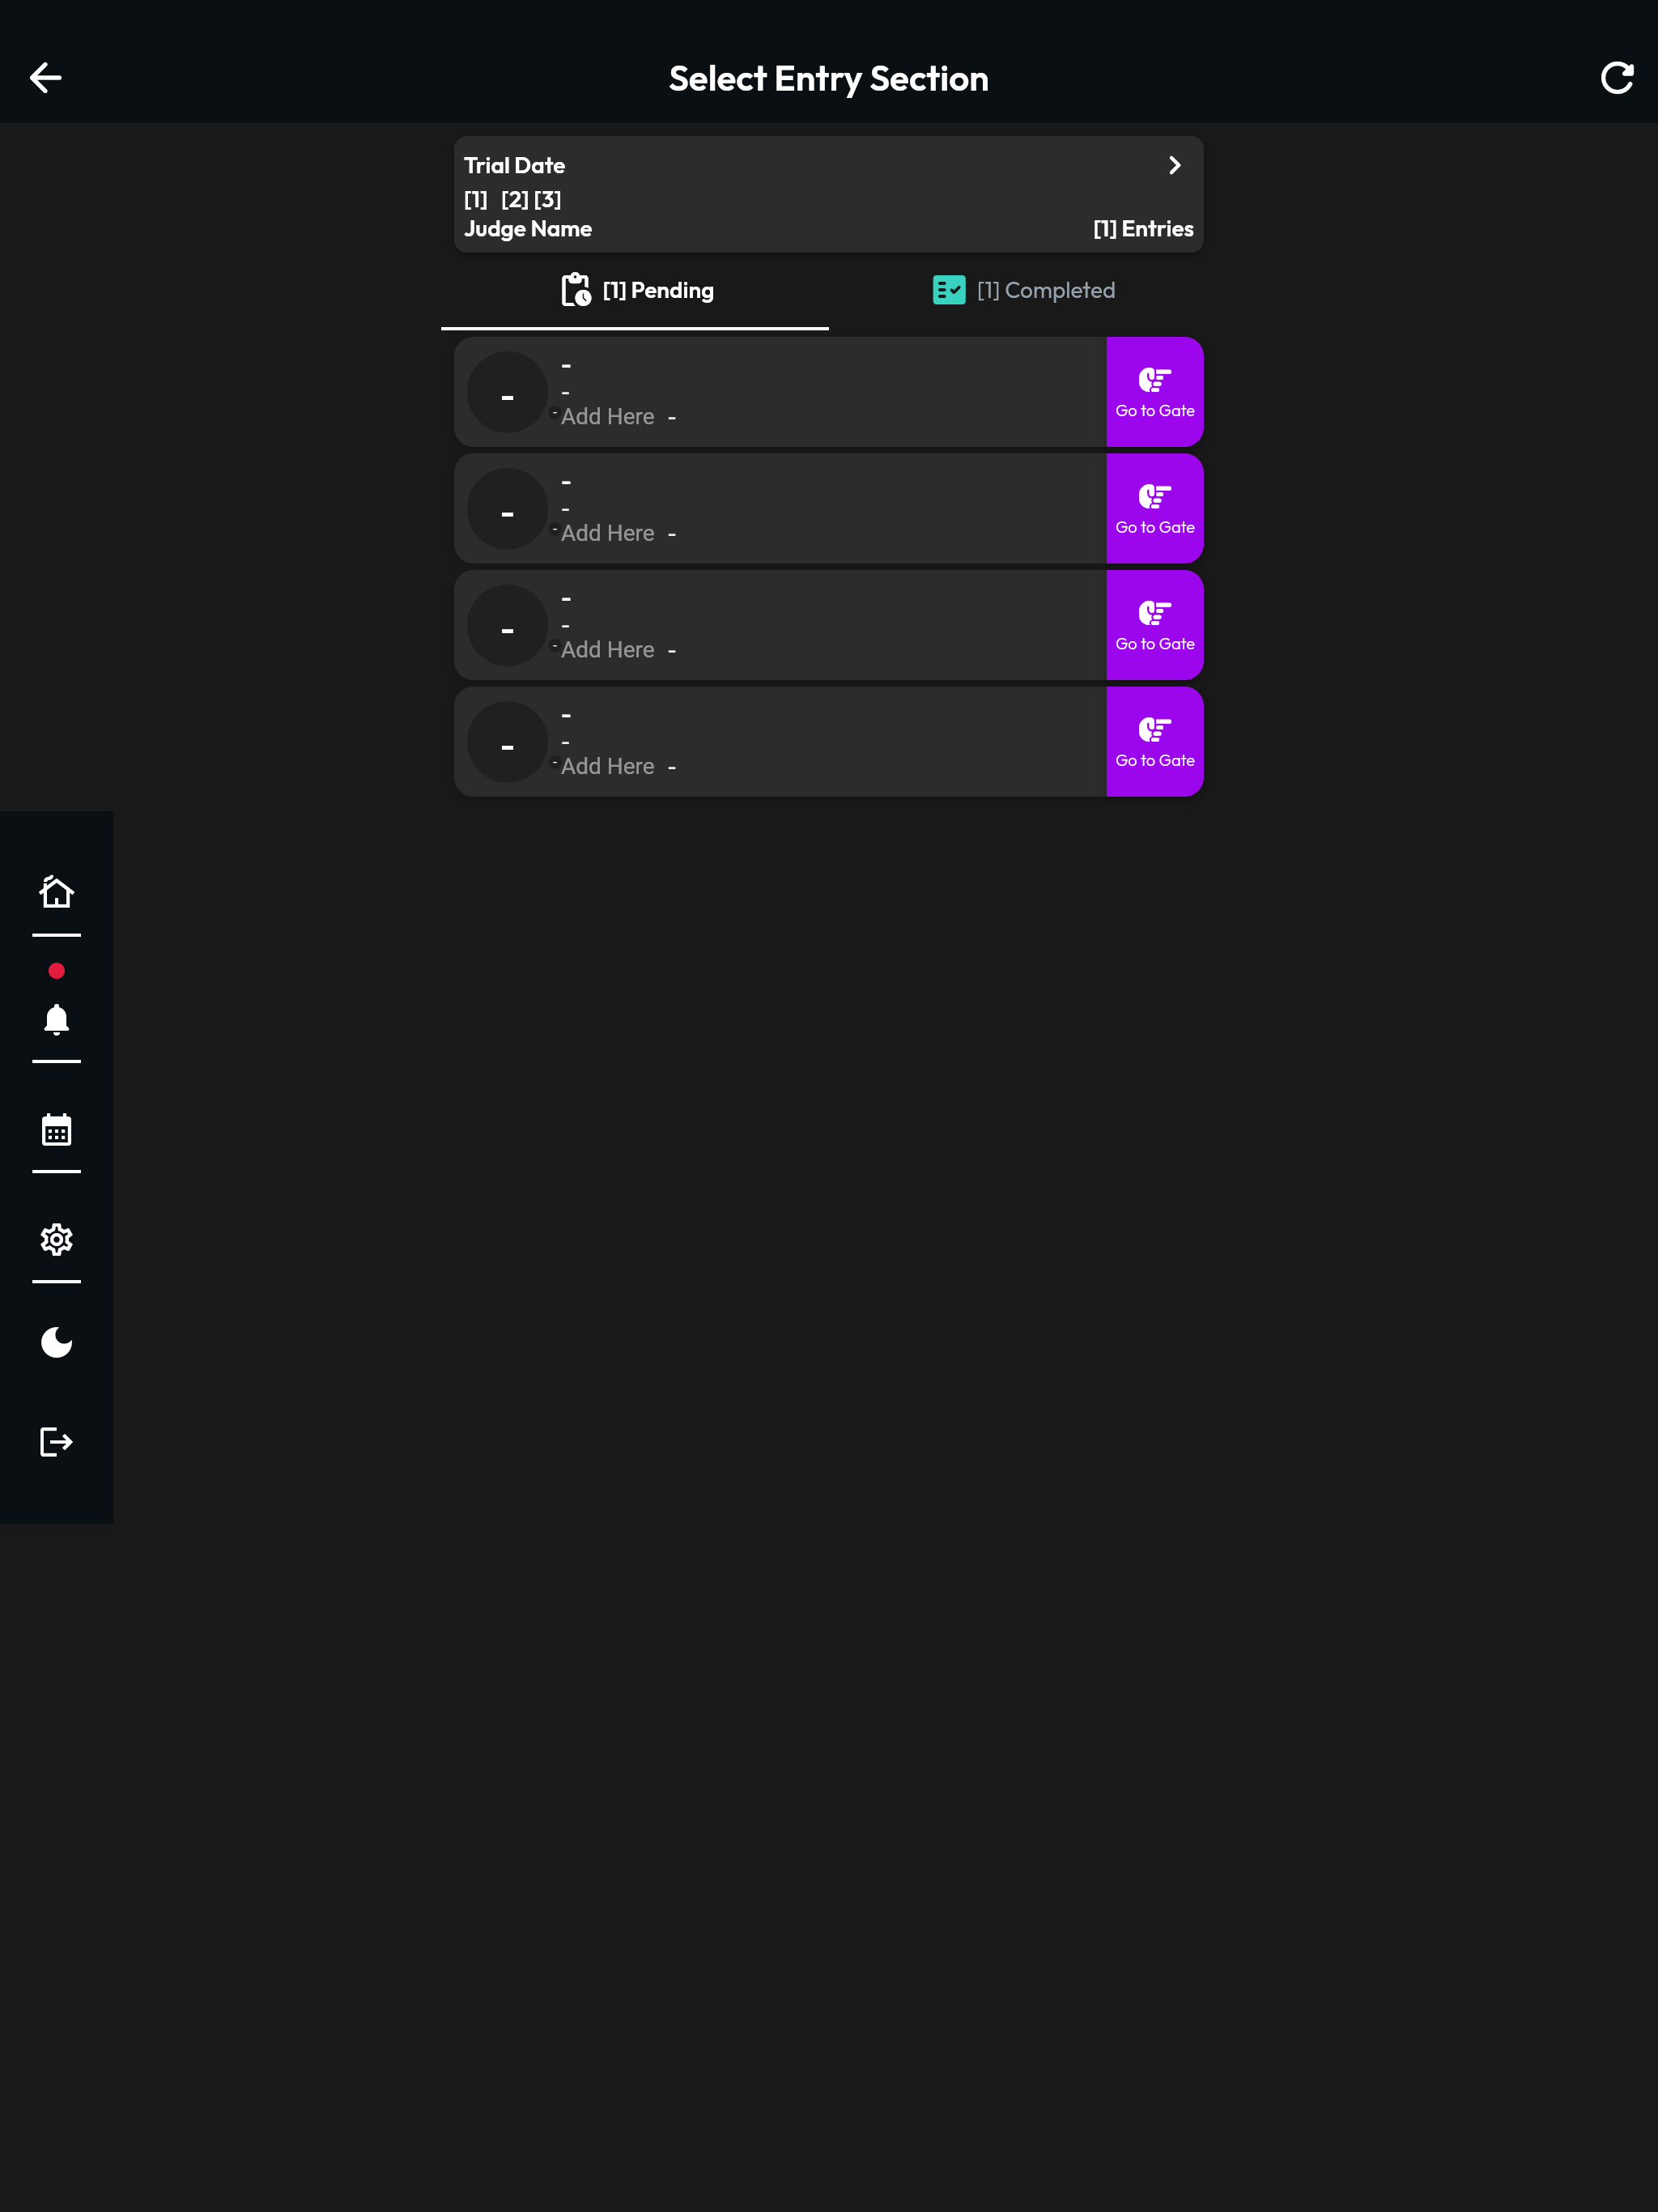 Select Entry Section
Trial Date
[1] [2] [3]
Judge Name
[1] Entries
[1] Pending
[1] Completed
-
-
-
- Add Here -
Go to Gate
-
-
-
- Add Here -
Go to Gate
-
-
-
- Add Here -
Go to Gate
-
-
-
- Add Here -
Go to Gate